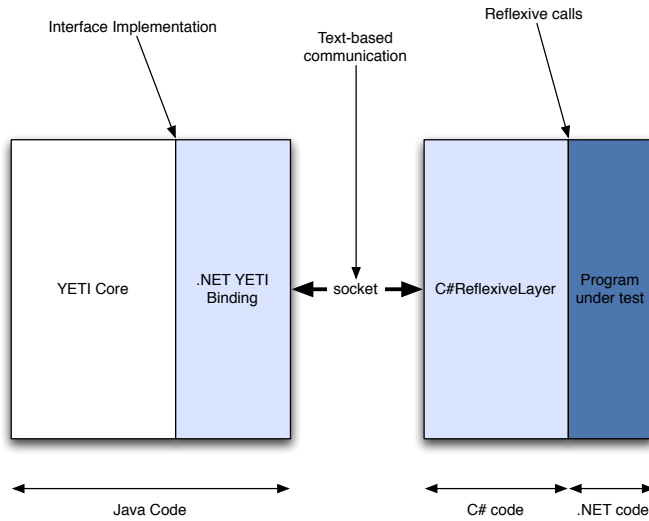 Interface Implementation
Text-based
communication
Reflexive calls
YETI Core
.NET YETI
Binding
socket
C#ReflexiveLayer
Program
under test
Java Code
C# code
.NET code